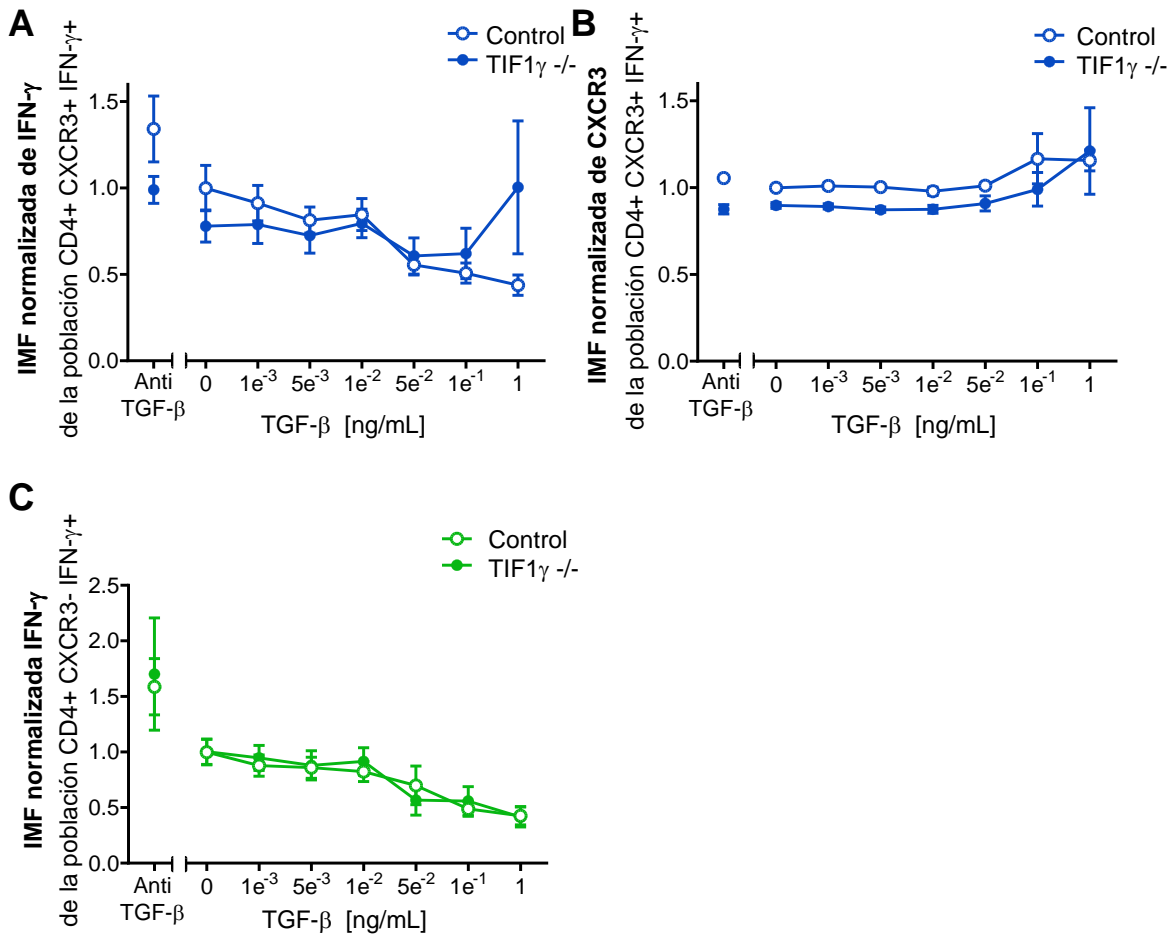 A
IMF normalizada de IFN-γ
de la población CD4+ CXCR3+ IFN-γ+
Control
TIF1γ -/-
1.5
1.0
0.5
0.0
Anti TGF-β
0 1e-3 5e-3 1e-2 5e-2 1e-1 1
TGF-β [ng/mL]
B
IMF normalizada de CXCR3
de la población CD4+ CXCR3+ IFN-γ+
Control
TIF1γ -/-
1.5
1.0
0.5
0.0
Anti TGF-β
0 1e-3 5e-3 1e-2 5e-2 1e-1 1
TGF-β [ng/mL]
C
IMF normalizada IFN-γ
de la población CD4+ CXCR3- IFN-γ+
Control
TIF1γ -/-
2.5
2.0
1.5
1.0
0.5
0.0
Anti TGF-β
0 1e-3 5e-3 1e-2 5e-2 1e-1 1
TGF-β [ng/mL]